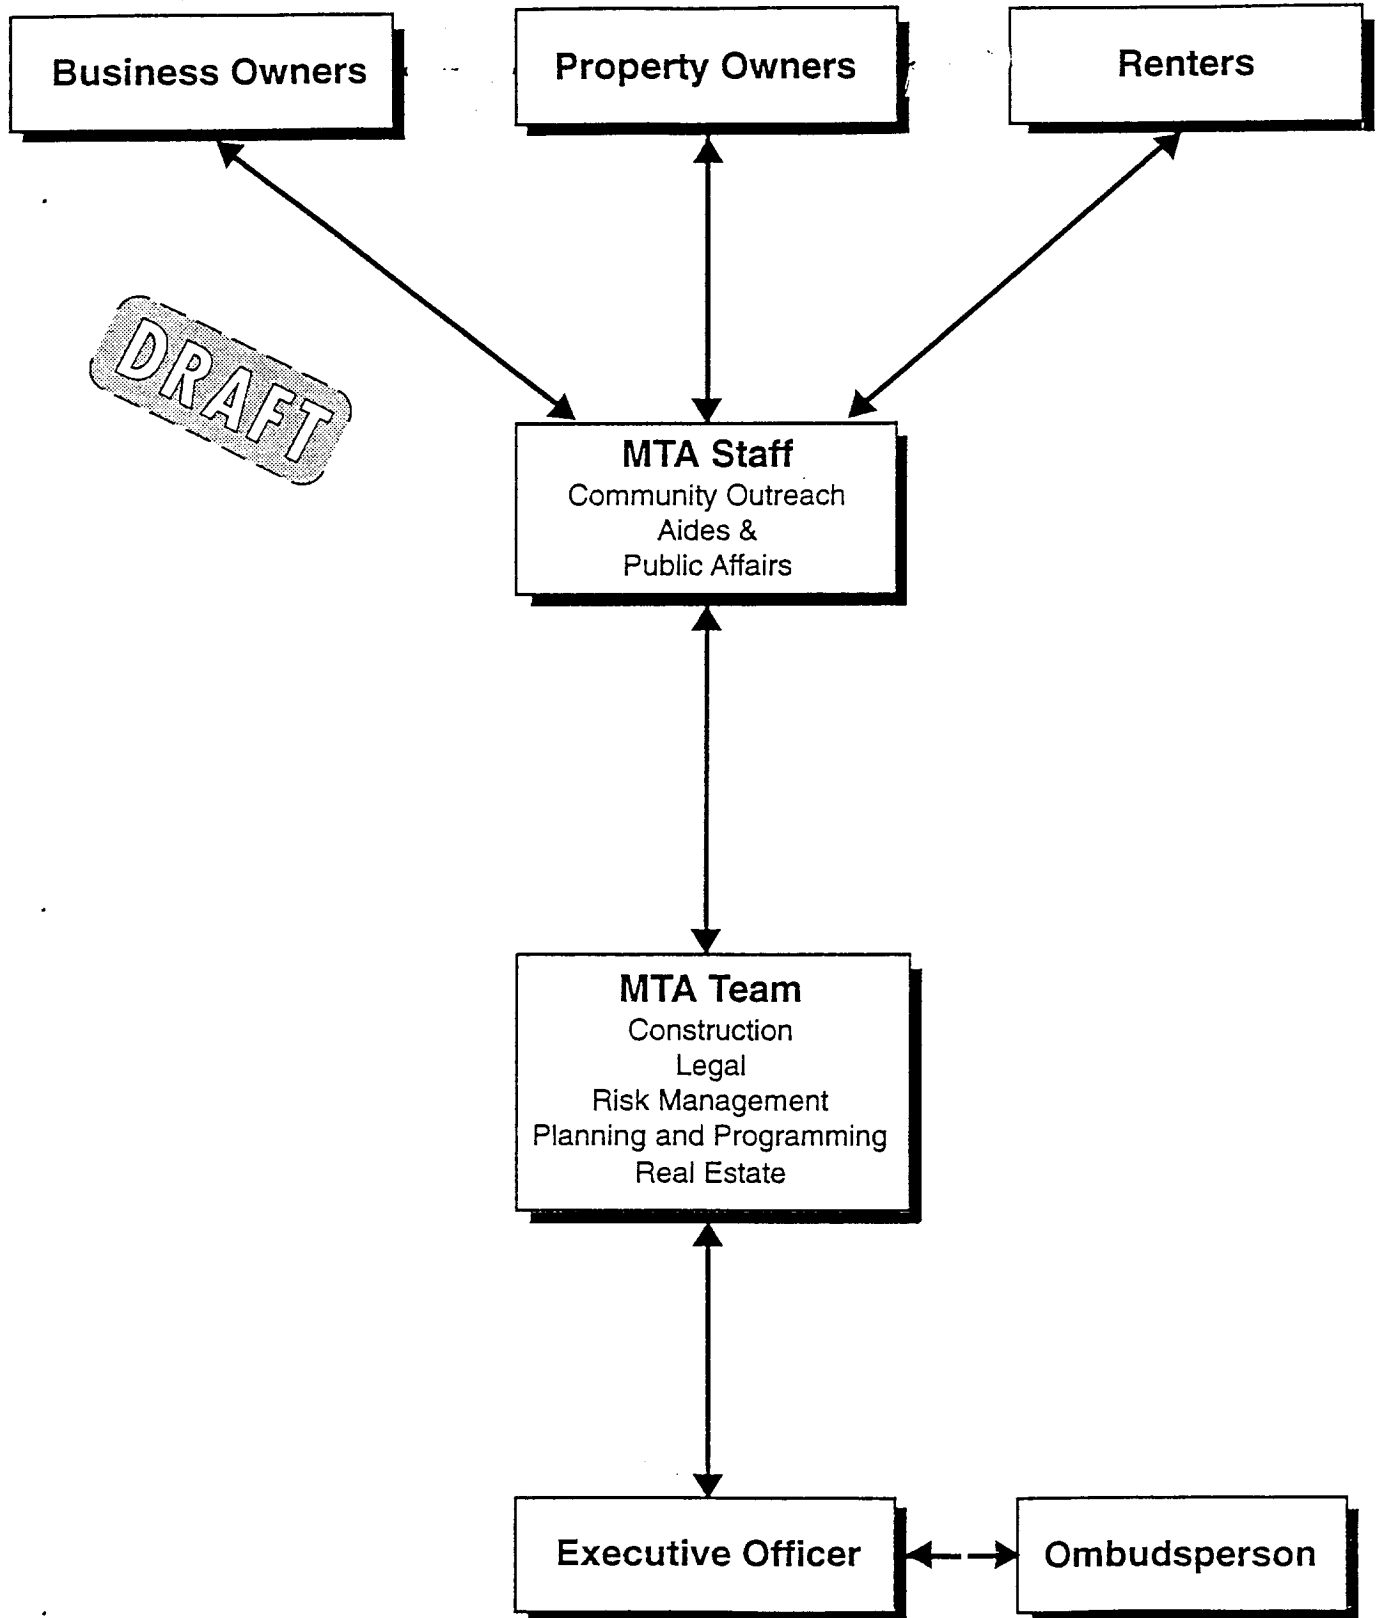 Business Owners
Property Owners
Renters
DRAFT
MTA Staff
Community Outreach
Aides &
Public Affairs
MTA Team
Construction
Legal
Risk Management
Planning and Programming
Real Estate
Executive Officer
Ombudsperson